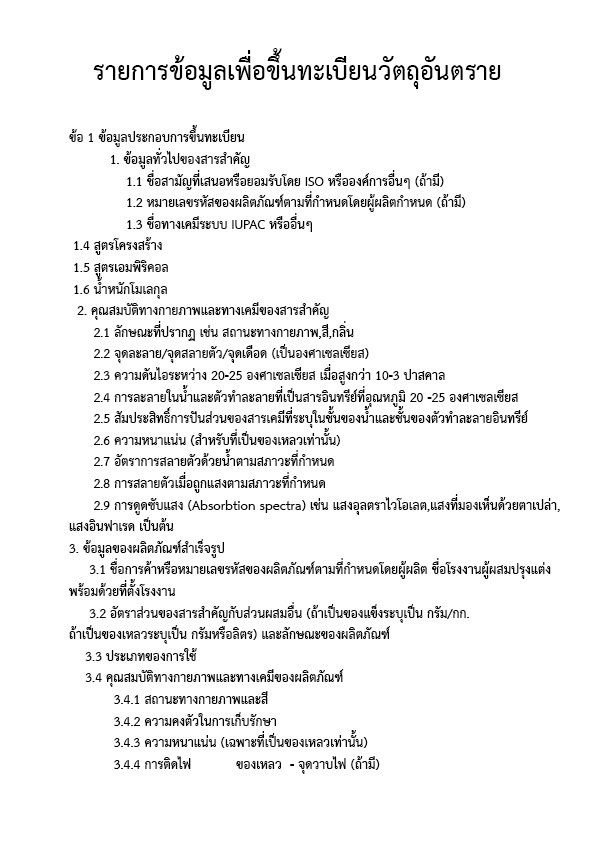 รายการข้อมูลเพื่อขึ้นทะเบียนวัตถุอันตราย
ข้อ 1 ข้อมูลประกอบการขึ้นทะเบียน
1. ข้อมูลทั่วไปของสารสำคัญ
1.1 ชื่อสามัญที่เสนอหรือยอมรับโดย ISO หรือองค์การอื่นๆ (ถ้ามี)
1.2 หมายเลขรหัสของผลิตภัณฑ์ตามที่กำหนดโดยผู้ผลิตกำหนด (ถ้ามี)
1.3 ชื่อทางเคมีระบบ IUPAC หรืออื่นๆ
1.4 สูตรโครงสร้าง
1.5 สูตรเอมพิริคอล
1.6 น้ำหนักโมเลกุล
2. คุณสมบัติทางกายภาพและทางเคมีของสารสำคัญ
2.1 ลักษณะที่ปรากฏ เช่น สถานะทางกายภาพ,สี,กลิ่น
2.2 จุดละลาย/จุดสลายตัว/จุดเดือด (เป็นองศาเซลเซียส)
2.3 ความดันไอระหว่าง 20-25 องศาเซลเซียส เมื่อสูงกว่า 10-3 ปาสคาล
2.4 การละลายในน้ำและตัวทำละลายที่เป็นสารอินทรีย์ที่อุณหภูมิ 20 -25 องศาเซลเซียส
2.5 สัมประสิทธิ์การปันส่วนของสารเคมีที่ระบุในชั้นของน้ำและชั้นของตัวทำละลายอินทรีย์
2.6 ความหนาแน่น (สำหรับที่เป็นของเหลวเท่านั้น)
2.7 อัตราการสลายตัวด้วยน้ำตามสภาวะที่กำหนด
2.8 การสลายตัวเมื่อถูกแสงตามสภาวะที่กำหนด
2.9 การดูดซับแสง (Absorbtion spectra) เช่น แสงอุลตราไวโอเลต,แสงที่มองเห็นด้วยตาเปล่า,
แสงอินฟาเรด เป็นต้น
3. ข้อมูลของผลิตภัณฑ์สำเร็จรูป
3.1 ชื่อการค้าหรือหมายเลขรหัสของผลิตภัณฑ์ตามที่กำหนดโดยผู้ผลิต ชื่อโรงงานผู้ผสมปรุงแต่ง
พร้อมด้วยที่ตั้งโรงงาน
3.2 อัตราส่วนของสารสำคัญกับส่วนผสมอื่น (ถ้าเป็นของแข็งระบุเป็น กรัม/กก.
ถ้าเป็นของเหลวระบุเป็น กรัมหรือลิตร) และลักษณะของผลิตภัณฑ์
3.3 ประเภทของการใช้
3.4 คุณสมบัติทางกายภาพและทางเคมีของผลิตภัณฑ์
3.4.1 สถานะทางกายภาพและสี
3.4.2 ความคงตัวในการเก็บรักษา
3.4.3 ความหนาแน่น (เฉพาะที่เป็นของเหลวเท่านั้น)
3.4.4 การติดไฟ ของเหลว - จุดวาบไฟ (ถ้ามี)